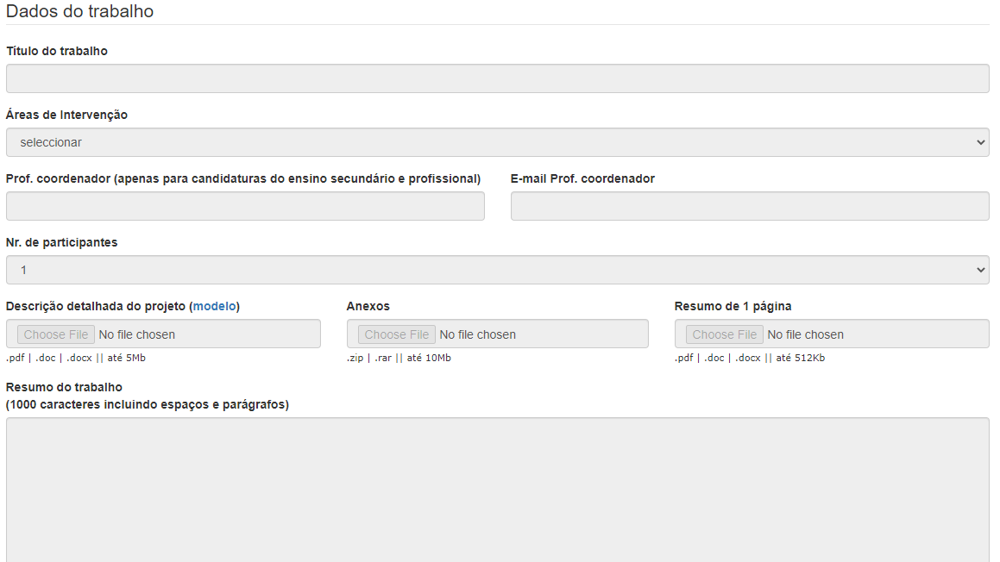 Dados do trabalho
Título do trabalho
Áreas de Intervenção
seleccionar
Prof. coordenador (apenas para candidaturas do ensino secundário e profissional)
E-mail Prof. coordenador
Nr. de participantes
1
Descrição detalhada do projeto (modelo)
Anexos
Resumo de 1 página
Choose File No file chosen
Choose File No file chosen
Choose File No file chosen
.pdf | .doc | .docx || até 5Mb
.zip | .rar || até 10Mb
.pdf | .doc | .docx || até 512Kb
Resumo do trabalho
(1000 caracteres incluindo espaços e parágrafos)